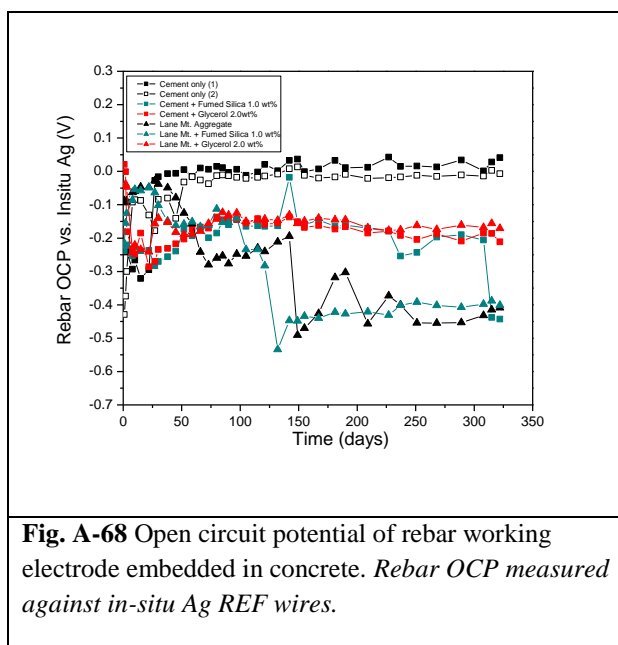 0.3
0.2
0.1
0.0
-0.1
-0.2
-0.3
-0.4
-0.5
-0.6
-0.7
Rebar OCP vs. Insitu Ag (V)
Cement only (1)
Cement only (2)
Cement + Fumed Silica 1.0 wt%
Cement + Glycerol 2.0wt%
Lane Mt. Aggregate
Lane Mt. + Fumed Silica 1.0 wt%
Lane Mt. + Glycerol 2.0 wt%
0 50 100 150 200 250 300 350
Time (days)
Fig. A-68 Open circuit potential of rebar working
electrode embedded in concrete. Rebar OCP measured
against in-situ Ag REF wires.